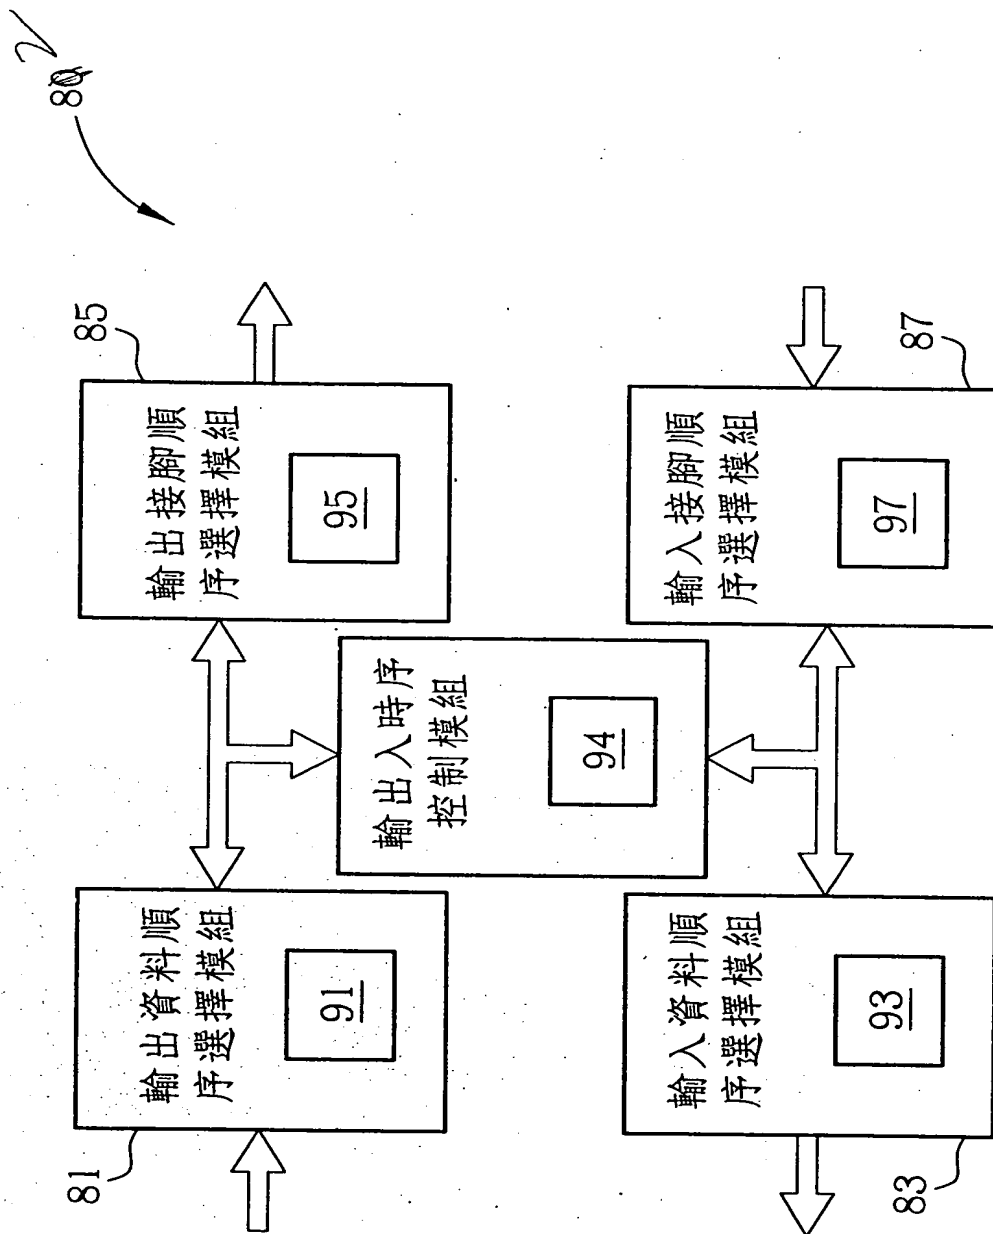 81
85
80
2
輸出資料順
序選擇模組
91
輸出接腳順
序選擇模組
95
輸出入時序
控制模組
94
輸入資料順
序選擇模組
93
輸入接腳順
序選擇模組
97
83
87